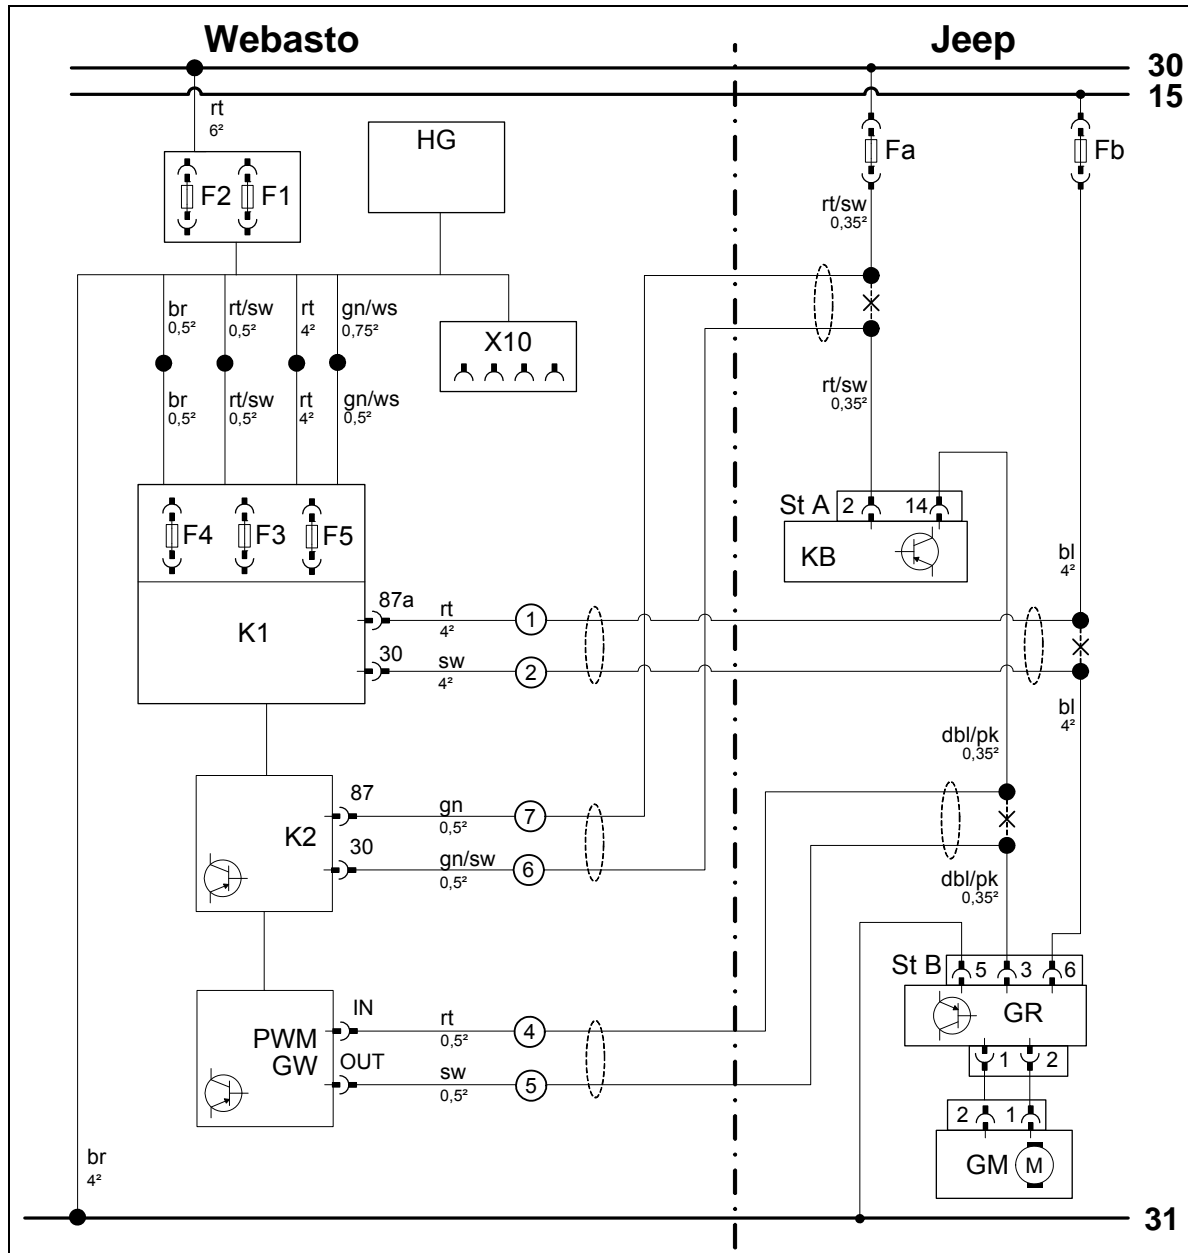 Webasto Jeep
30
15
rt
6²
HG
Fa
Fb
F2 F1
rt/sw
0,35²
br
0,5²
rt/sw
0,5²
rt
4²
gn/ws
0,75²
X10
br
0,5²
rt/sw
0,5²
rt
4²
gn/ws
0,5²
rt/sw
0,35²
St A 2 14
F4 F3 F5
KB
bl
4²
K1
87a
rt
4²
1
30
sw
4²
2
bl
4²
dbl/pk
0,35²
K2
87
gn
0,5²
7
30
gn/sw
0,5²
6
dbl/pk
0,35²
St B 5 3 6
GR
PWM
GW
IN
rt
0,5²
4
OUT
sw
0,5²
5
1 2
2 1
GM M
br
4²
31